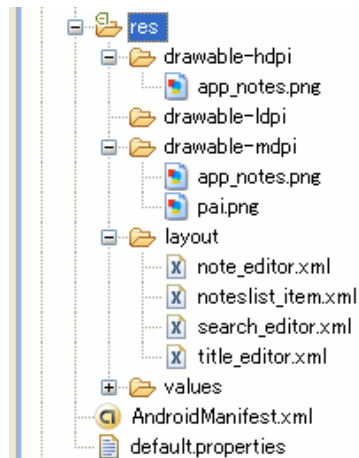 res
drawable-hdpi
app_notes.png
drawable-ldpi
drawable-mdpi
app_notes.png
pai.png
layout
note_editor.xml
noteslist_item.xml
search_editor.xml
title_editor.xml
values
AndroidManifest.xml
default.properties